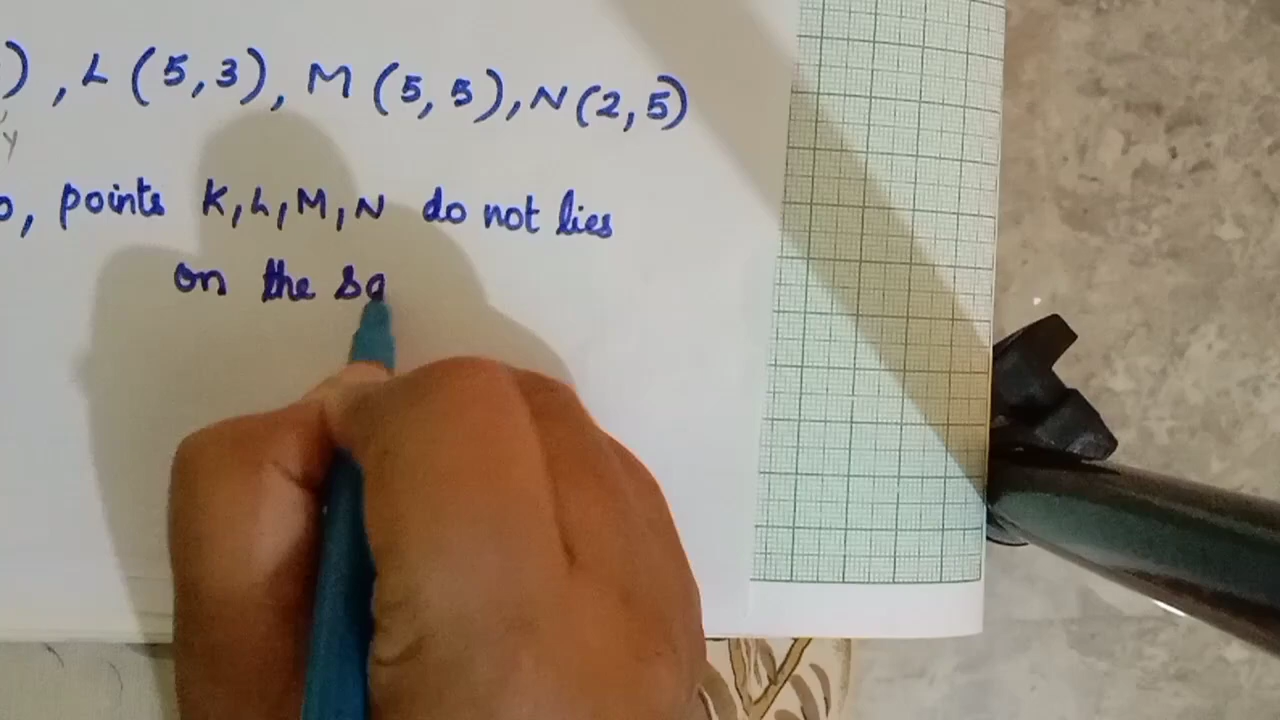 ), L (5,3), M (5,5), N (2,5)
y
, points K, L, M, N do not lies
on the sa